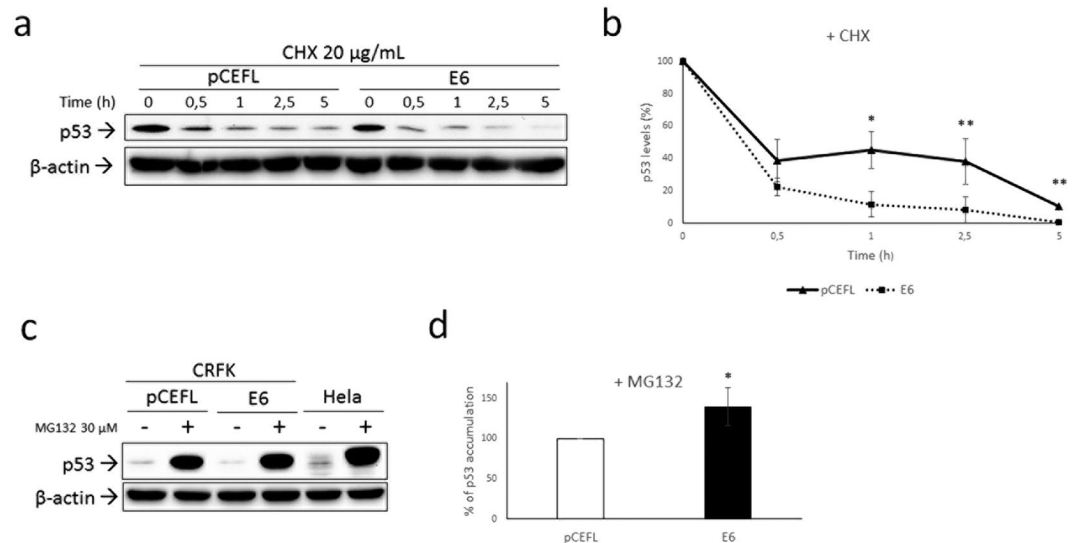 a
CHX 20 µg/mL
pCEFL E6
Time (h) 0 0,5 1 2,5 5 0 0,5 1 2,5 5
p53 →
β-actin →
b
+ CHX
p53 levels (%)
100
80
60
40
20
0
* ** **
0 0,5 1 2,5 5
Time (h)
pCEFL E6
c
CRFK
pCEFL E6 Hela
MG132 30 µM - + - + - +
p53 →
β-actin →
d
+ MG132
*
% of p53 accumulation
150
100
50
0
pCEFL E6